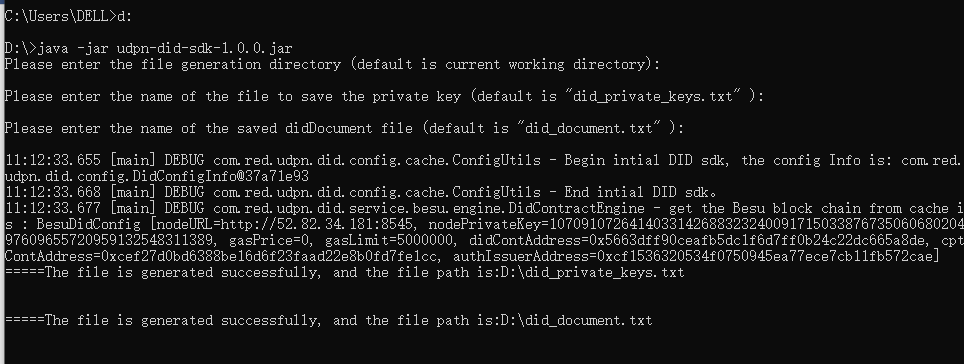 C:\Users\DELL>d:
D:\>java -jar udpn-did-sdk-1.0.0.jar
Please enter the file generation directory (default is current working directory):
Please enter the name of the file to save the private key (default is "did_private_keys.txt" ):
Please enter the name of the saved didDocument file (default is "did_document.txt" ):
11:12:33.655 [main] DEBUG com.red.udpn.did.config.cache.ConfigUtils - Begin intial DID sdk, the config Info is: com.red.
udpn.did.config.DidConfigInfo@37a71e93
11:12:33.668 [main] DEBUG com.red.udpn.did.config.cache.ConfigUtils - End intial DID sdk。
11:12:33.677 [main] DEBUG com.red.udpn.did.service.besu.engine.DidContractEngine - get the Besu block chain from cache i
s : BesuDidConfig [nodeURL=http://52.82.34.181:8545, nodePrivateKey=1070910726414033142688323240091715033876735060680204
97609655720959132548311389, gasPrice=0, gasLimit=5000000, didContAddress=0x5663dff90ceafb5dc1f6d7ff0b24c22dc665a8de, cpt
ContAddress=0xcef27d0bd6388be16d6f23faad22e8b0fd7fe1cc, authIssuerAddress=0xcf1536320534f0750945ea77ece7cb11fb572cae]
=====The file is generated successfully, and the file path is:D:\did_private_keys.txt
=====The file is generated successfully, and the file path is:D:\did_document.txt